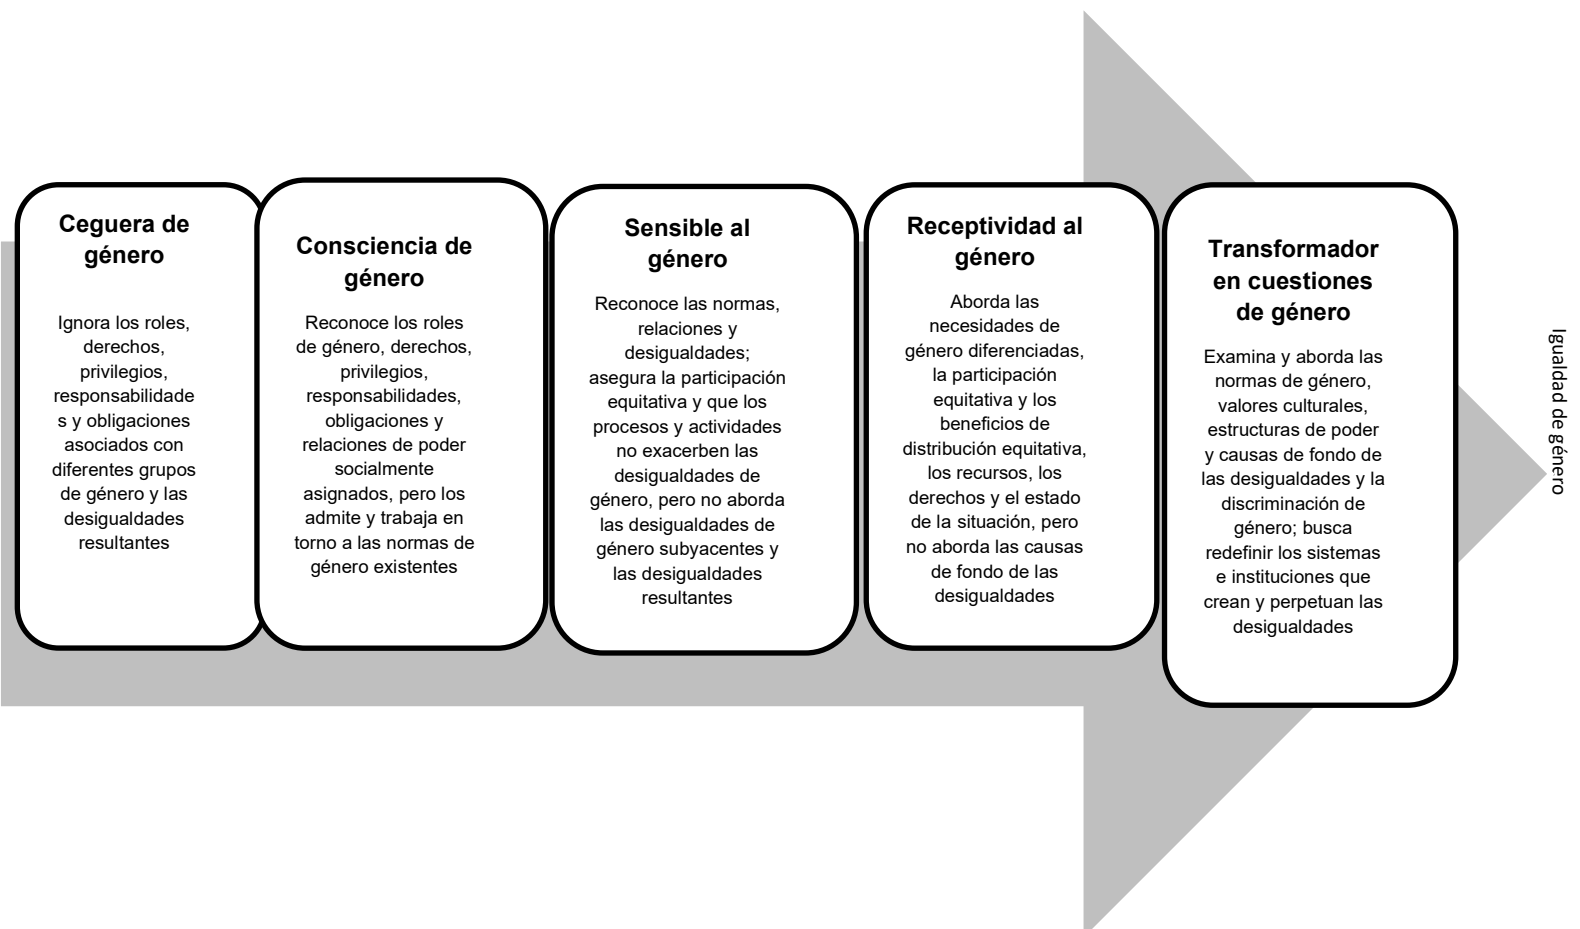 Ceguera de
género
Ignora los roles,
derechos,
privilegios,
responsabilidade
s y obligaciones
asociados con
diferentes grupos
de género y las
desigualdades
resultantes
Consciencia de
género
Reconoce los roles
de género, derechos,
privilegios,
responsabilidades,
obligaciones y
relaciones de poder
socialmente
asignados, pero los
admite y trabaja en
torno a las normas de
género existentes
Sensible al
género
Reconoce las normas,
relaciones y
desigualdades;
asegura la participación
equitativa y que los
procesos y actividades
no exacerben las
desigualdades de
género, pero no aborda
las desigualdades de
género subyacentes y
las desigualdades
resultantes
Receptividad al
género
Aborda las
necesidades de
género diferenciadas,
la participación
equitativa y los
beneficios de
distribución equitativa,
los recursos, los
derechos y el estado
de la situación, pero
no aborda las causas
de fondo de las
desigualdades
Transformador
en cuestiones
de género
Examina y aborda las
normas de género,
valores culturales,
estructuras de poder
y causas de fondo de
las desigualdades y la
discriminación de
género; busca
redefinir los sistemas
e instituciones que
crean y perpetuan las
desigualdades
Igualdad de género